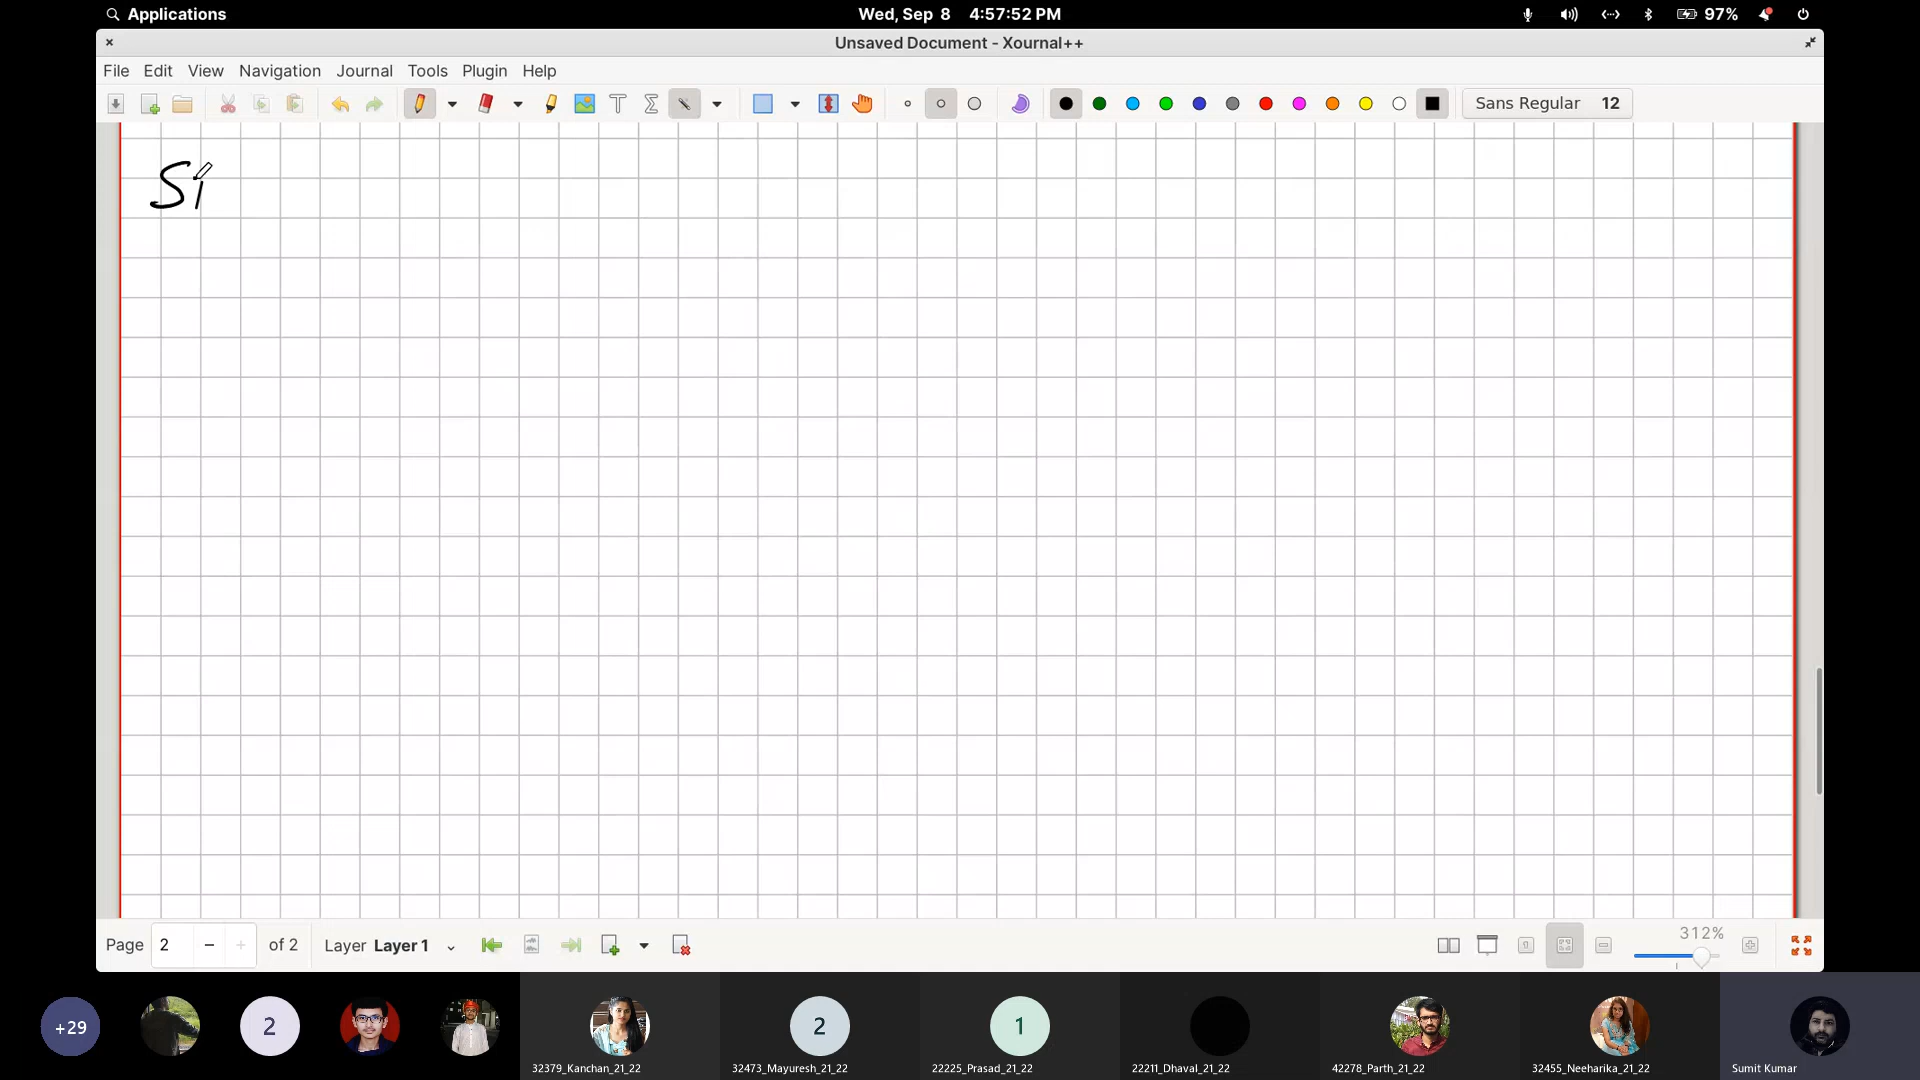 Applications
Wed, Sep 8 4:57:52 PM
97%
Unsaved Document - Xournal++
File Edit View Navigation Journal Tools Plugin Help
Sans Regular 12
Si
Page 2 of 2 Layer Layer 1
312%
+29
2
2
1
32379_Kanchan_21_22
32473_Mayuresh_21_22
22225_Prasad_21_22
22211_Dhaval_21_22
42278_Parth_21_22
32455_Neeharika_21_22
Sumit Kumar